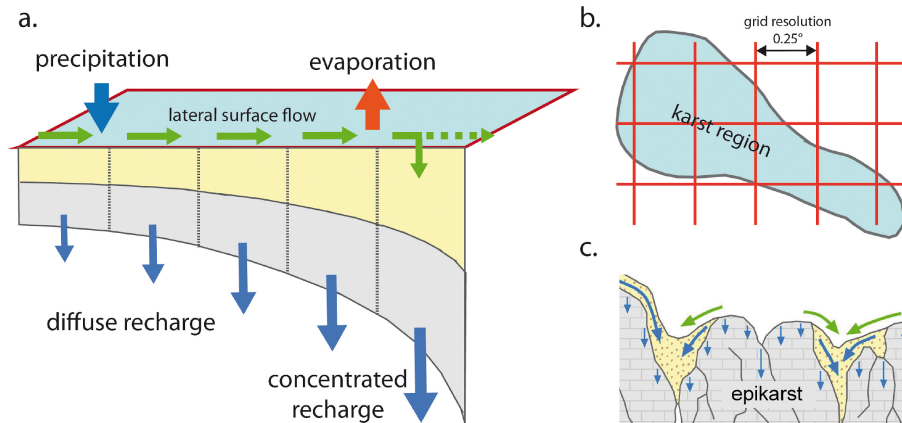 a.
precipitation
evaporation
lateral surface flow
diffuse recharge
concentrated
recharge
b.
grid resolution
0.25°
karst region
c.
epikarst